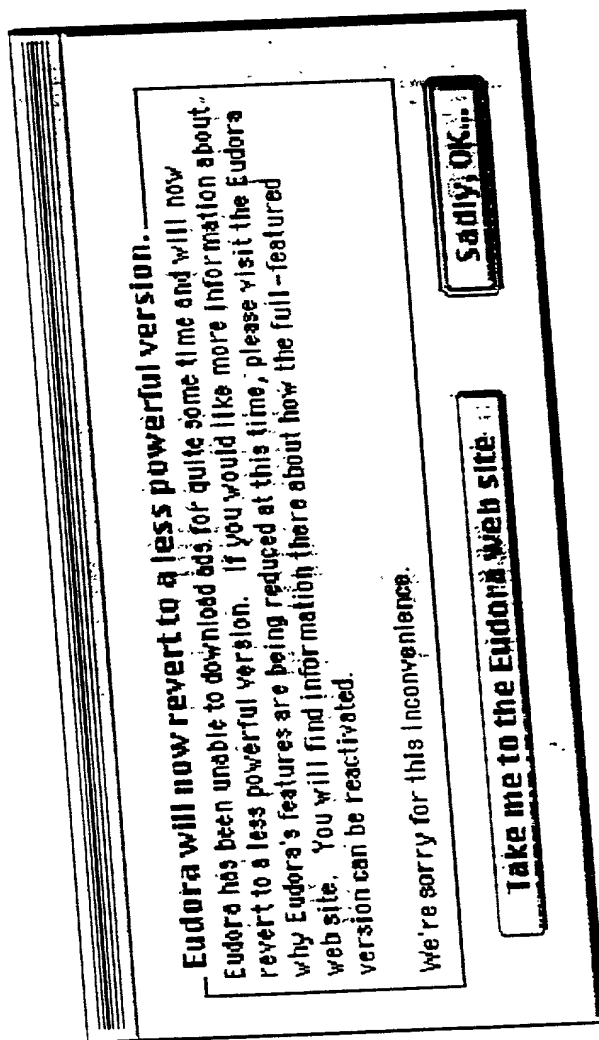 Eudora will now revert to a less powerful version.
Eudora has been unable to download ads for quite some time and will now
revert to a less powerful version. If you would like more information about
why Eudora's features are being reduced at this time, please visit the Eudora
web site. You will find information there about how the full-featured
version can be reactivated.
We're sorry for this inconvenience.
Take me to the Eudora web site
Sadly, OK...